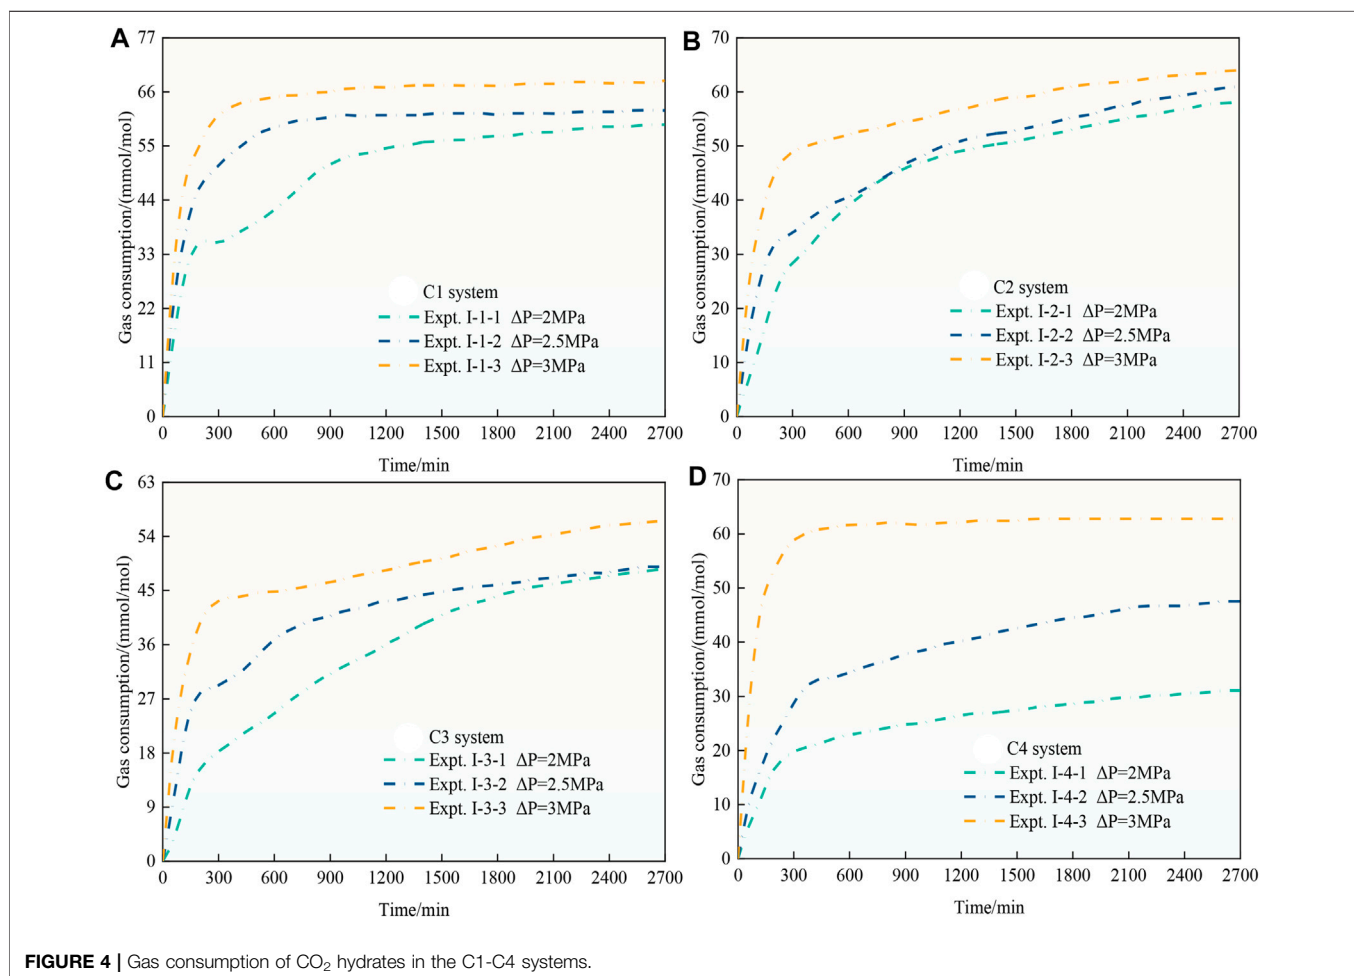 A
Gas consumption/(mmol/mol)
77
66
55
44
33
22
11
0
C1 system
Expt. I-1-1 ΔP=2MPa
Expt. I-1-2 ΔP=2.5MPa
Expt. I-1-3 ΔP=3MPa
0 300 600 900 1200 1500 1800 2100 2400 2700
Time/min
B
Gas consumption/(mmol/mol)
70
60
50
40
30
20
10
0
C2 system
Expt. I-2-1 ΔP=2MPa
Expt. I-2-2 ΔP=2.5MPa
Expt. I-2-3 ΔP=3MPa
0 300 600 900 1200 1500 1800 2100 2400 2700
Time/min
C
Gas consumption/(mmol/mol)
63
54
45
36
27
18
9
0
C3 system
Expt. I-3-1 ΔP=2MPa
Expt. I-3-2 ΔP=2.5MPa
Expt. I-3-3 ΔP=3MPa
0 300 600 900 1200 1500 1800 2100 2400 2700
Time/min
D
Gas consumption/(mmol/mol)
70
60
50
40
30
20
10
0
C4 system
Expt. I-4-1 ΔP=2MPa
Expt. I-4-2 ΔP=2.5MPa
Expt. I-4-3 ΔP=3MPa
0 300 600 900 1200 1500 1800 2100 2400 2700
Time/min
FIGURE 4 | Gas consumption of CO₂ hydrates in the C1-C4 systems.